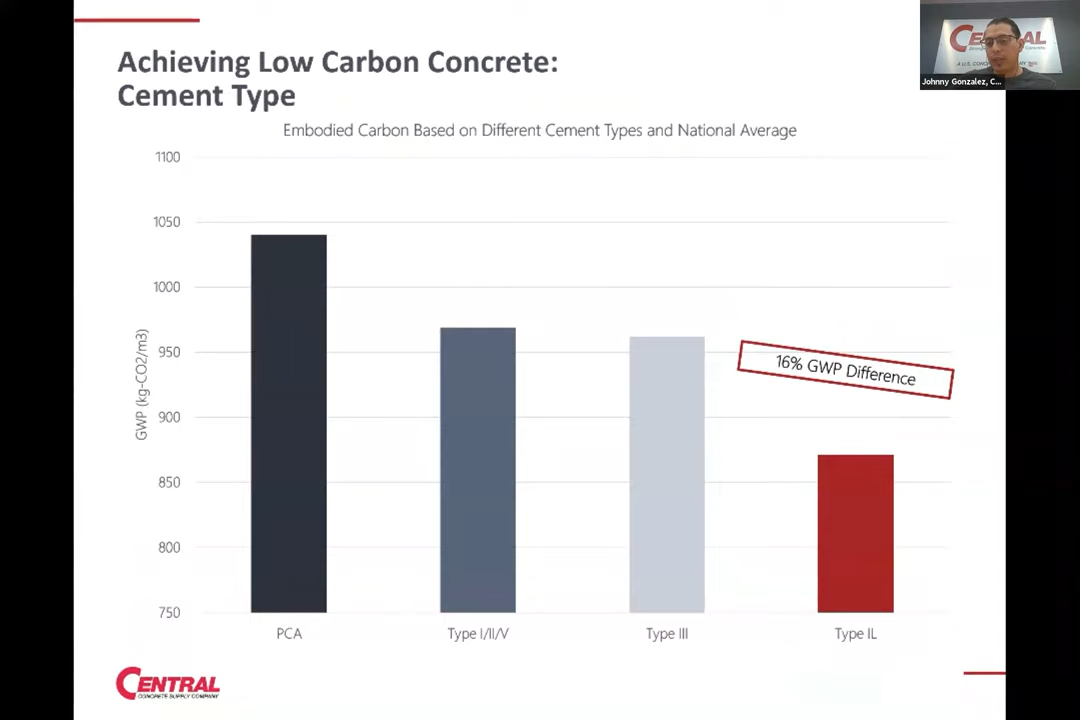 Achieving Low Carbon Concrete:
Cement Type
Embodied Carbon Based on Different Cement Types and National Average
1100
1050
1000
950
900
850
800
750
GWP (kg-CO2/m3)
16% GWP Difference
PCA
Type I/II/V
Type III
Type IL
CENTRAL
CONCRETE SUPPLY COMPANY
CENTRAL
Johnny Gonzalez, C...